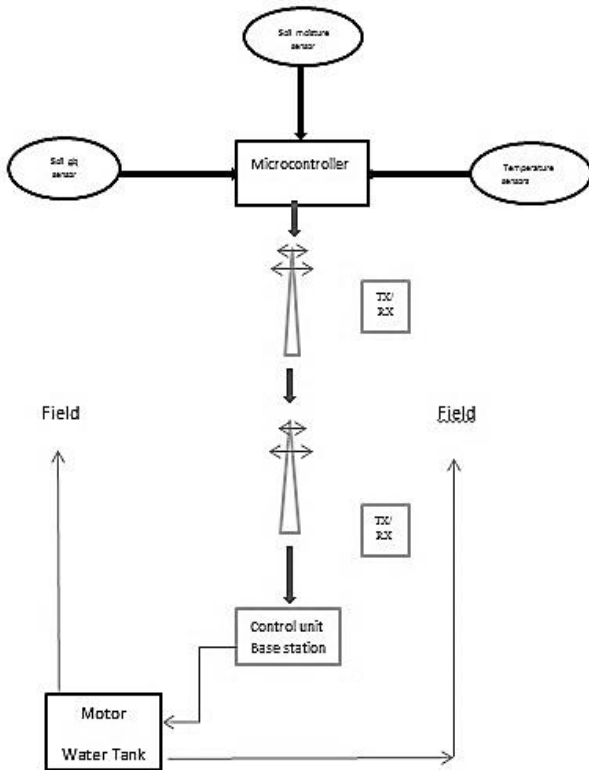 Soil moisture
sensor
Soil
sensor
Microcontroller
Temperature
sensors
TX/
RX
Field
Field
TX/
RX
Control unit
Base station
Motor
Water Tank